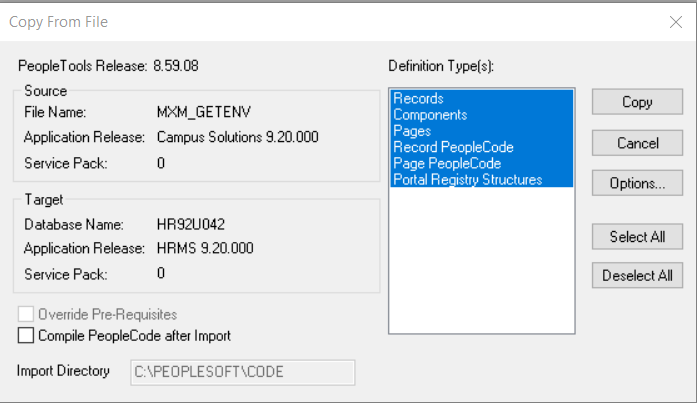 Copy From File
PeopleTools Release: 8.59.08
Source
File Name: MXM_GETENV
Application Release: Campus Solutions 9.20.000
Service Pack: 0
Target
Database Name: HR92U042
Application Release: HRMS 9.20.000
Service Pack: 0
Override Pre-Requisites
Compile PeopleCode after Import
Import Directory C:\PEOPLESOFT\CODE
Definition Type(s):
Records
Components
Pages
Record PeopleCode
Page PeopleCode
Portal Registry Structures
Copy
Cancel
Options...
Select All
Deselect All